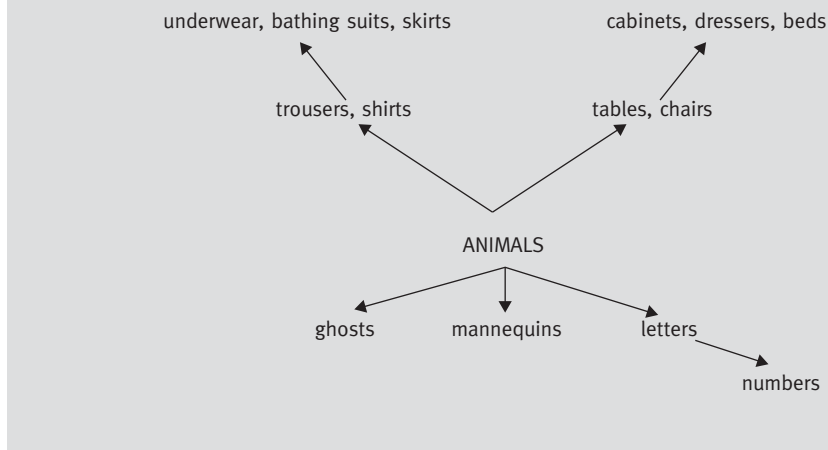 underwear, bathing suits, skirts
cabinets, dressers, beds
trousers, shirts
tables, chairs
ANIMALS
ghosts
mannequins
letters
numbers